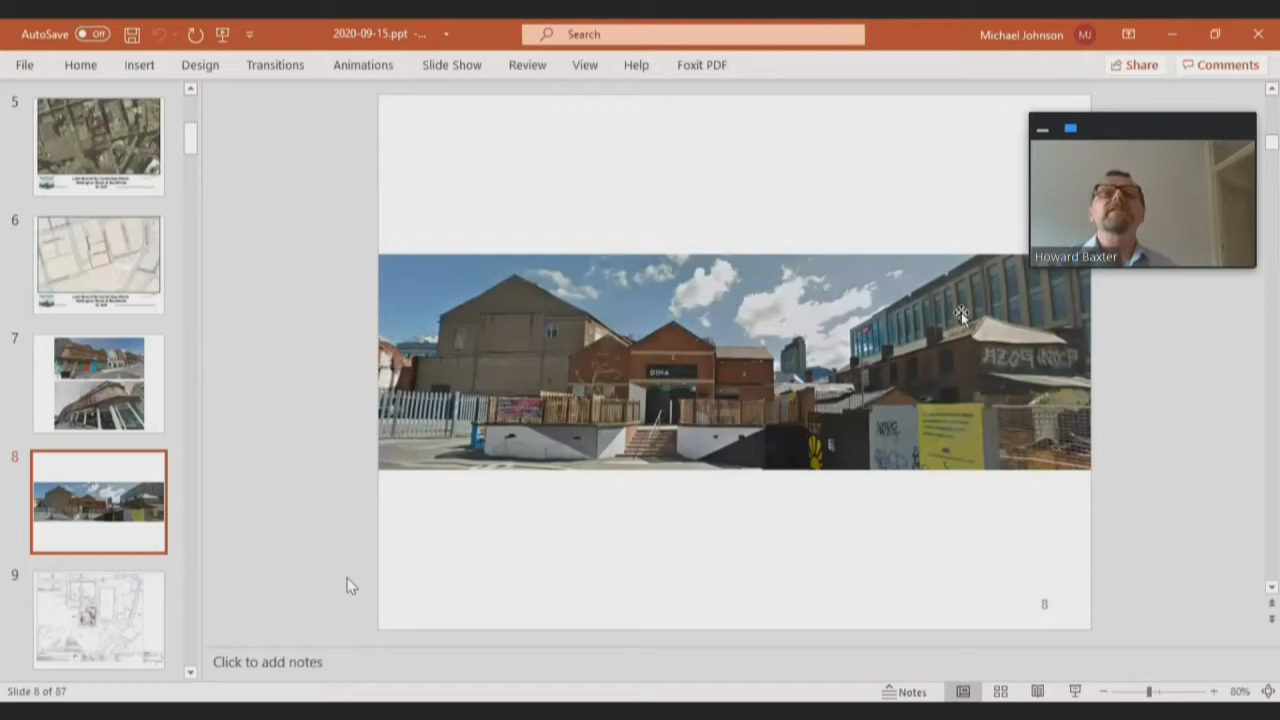 AutoSave Off 2020-09-15.ppt -... Search Michael Johnson MJ
File Home Insert Design Transitions Animations Slide Show Review View Help Foxit PDF Share Comments
5
6
7
8
9
Howard Baxter
DINA
8
Click to add notes
Slide 8 of 87 Notes 80%